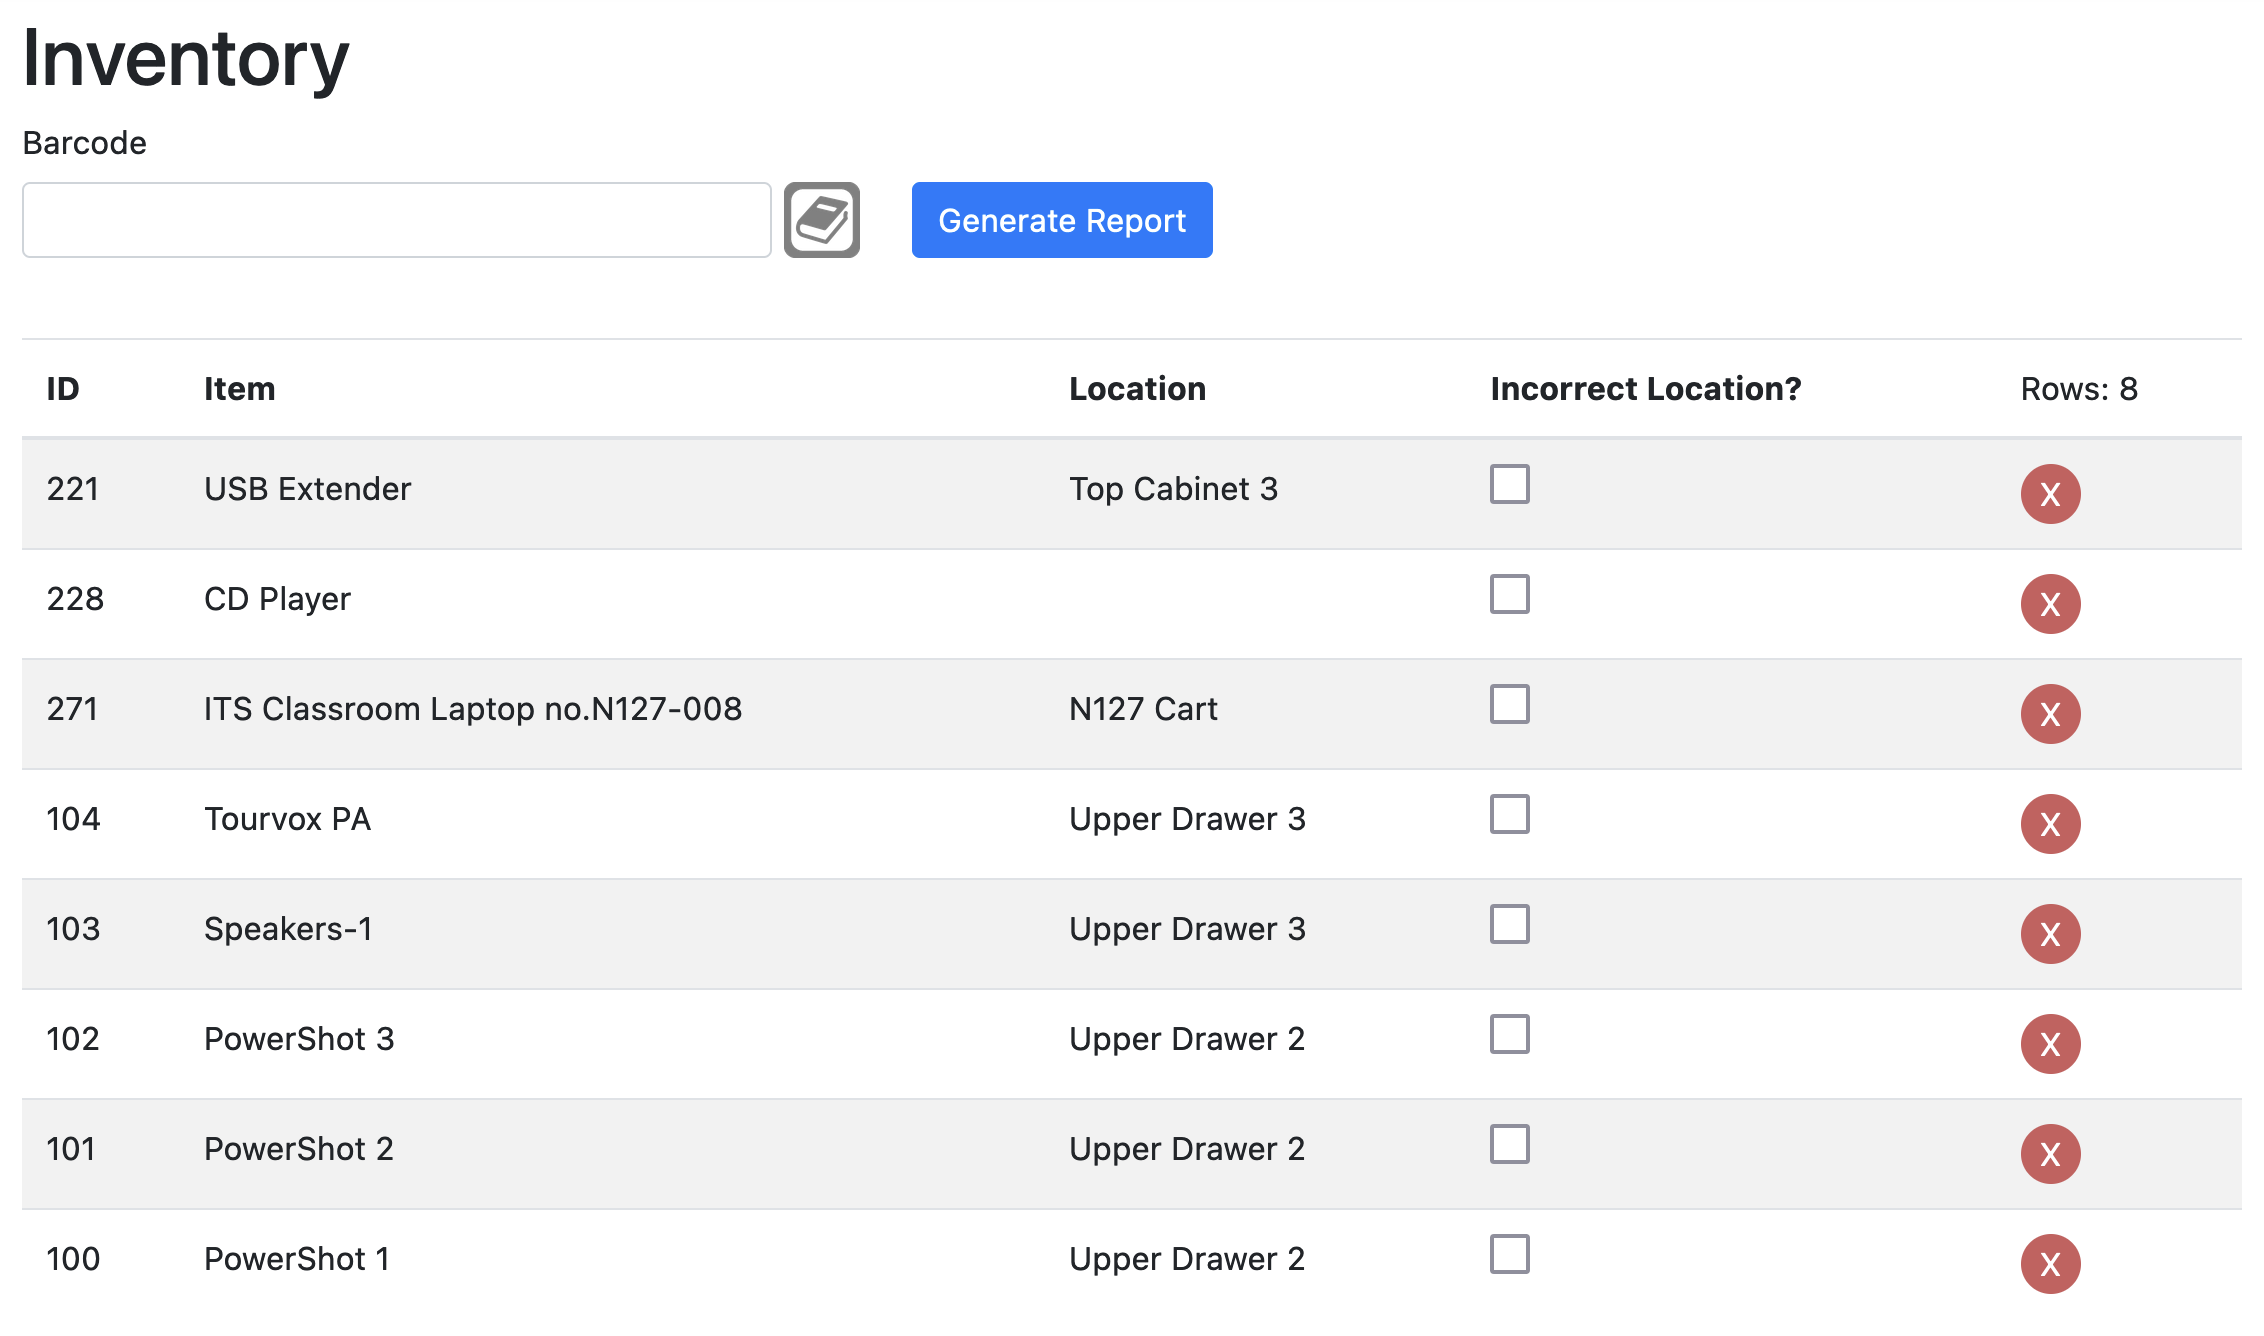 Inventory
Barcode
Generate Report
ID Item Location Incorrect Location? Rows: 8
221 USB Extender Top Cabinet 3 X
228 CD Player X
271 ITS Classroom Laptop no.N127-008 N127 Cart X
104 Tourvox PA Upper Drawer 3 X
103 Speakers-1 Upper Drawer 3 X
102 PowerShot 3 Upper Drawer 2 X
101 PowerShot 2 Upper Drawer 2 X
100 PowerShot 1 Upper Drawer 2 X